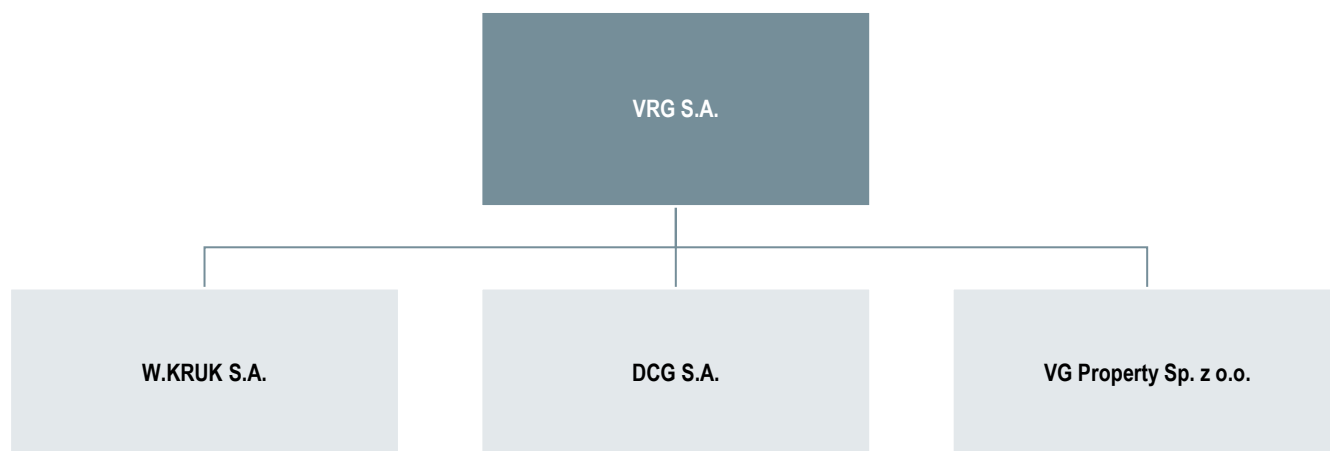 VRG S.A.
W.KRUK S.A.
DCG S.A.
VG Property Sp. z o.o.